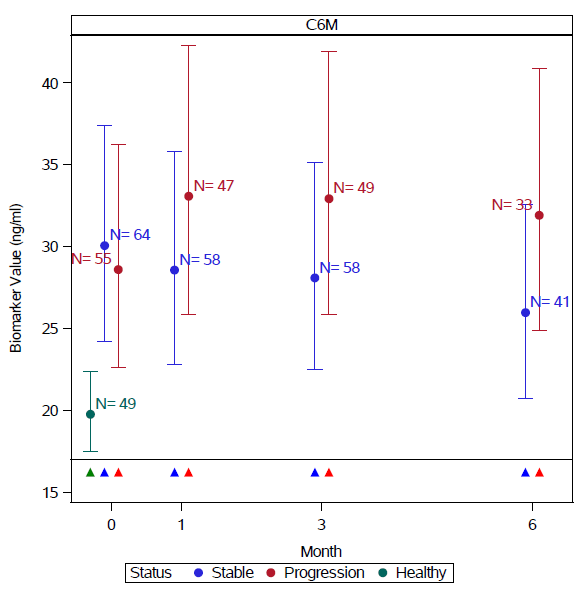 C6M
Biomarker Value (ng/ml)
40
35
30
25
20
15
N= 64
N= 55
N= 49
N= 47
N= 58
N= 49
N= 58
N= 33
N= 41
0 1 3 6
Month
Status Stable Progression Healthy